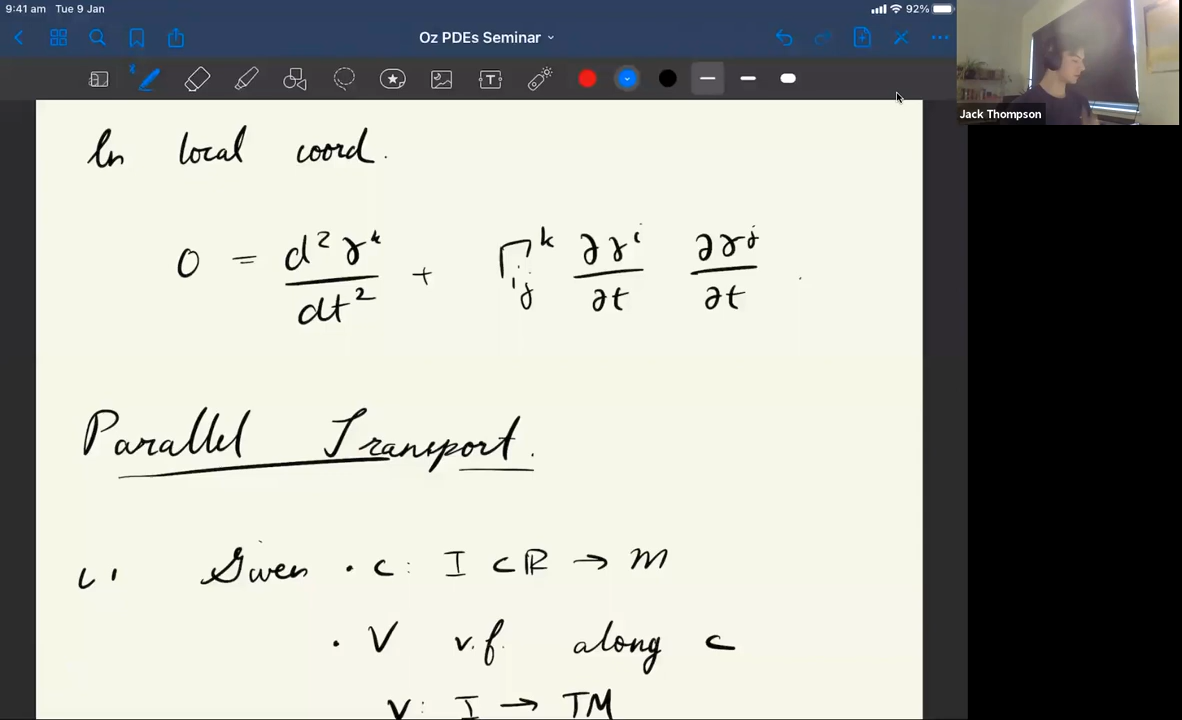 9:41 am Tue 9 Jan
92%
Oz PDEs Seminar
Jack Thompson
In local coord.
0 = d²γᵏ/dt² + Γᵢⱼᵏ ∂γⁱ/∂t ∂γʲ/∂t .
Parallel Transport.
Given · c: I ⊂ ℝ → M
· V v.f. along c
V: I → TM